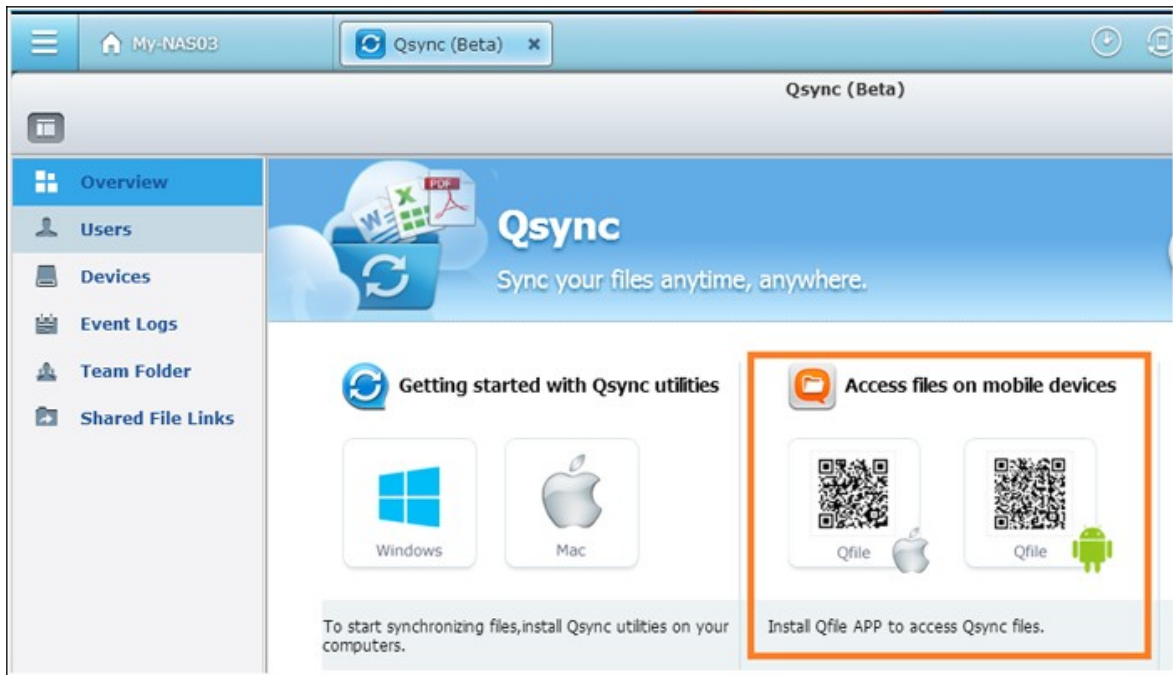 My-NAS03
Qsync (Beta)
Qsync (Beta)
Overview
Users
Devices
Event Logs
Team Folder
Shared File Links
W
X
PDF
Qsync
Sync your files anytime, anywhere.
Getting started with Qsync utilities
Windows
Mac
To start synchronizing files,install Qsync utilities on your
computers.
Access files on mobile devices
Qfile
Qfile
Install Qfile APP to access Qsync files.